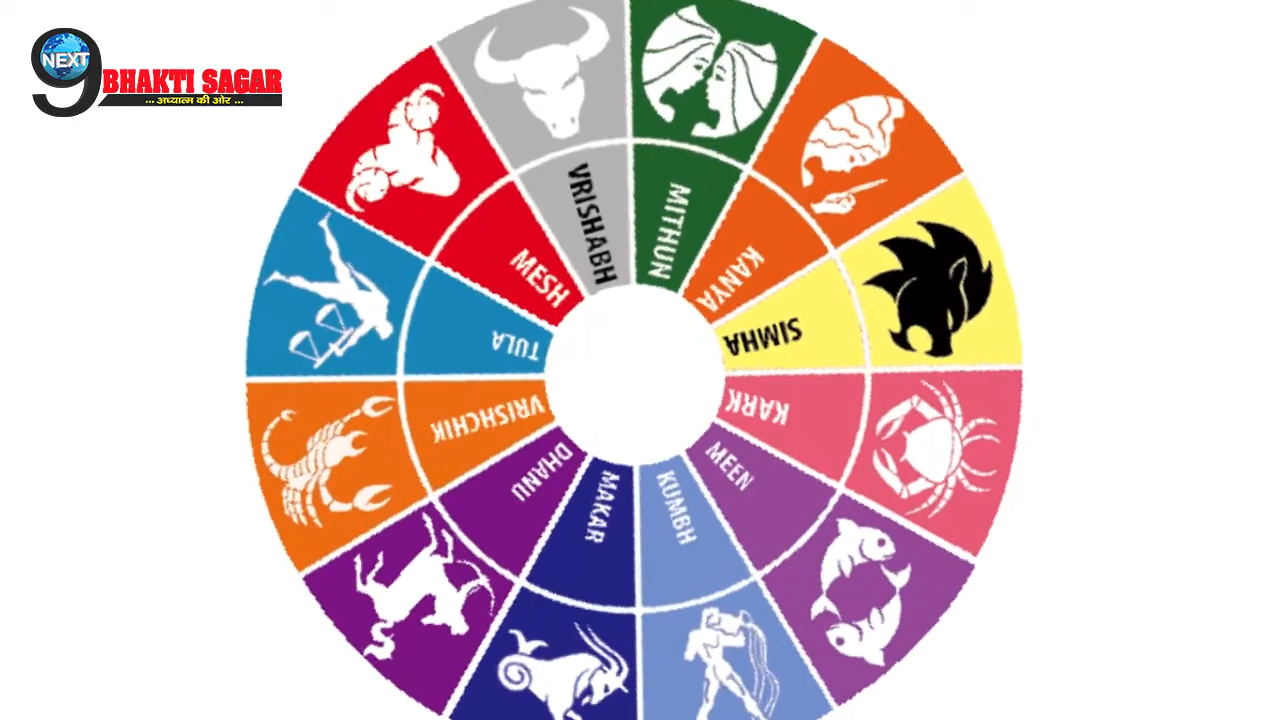 9 NEXT
BHAKTI SAGAR
... अध्यात्म की ओर ...
VRISHABH
MITHUN
KANYA
MESH
SIMHA
TULA
KARK
VRISHCHIK
MEEN
DHANU
MAKAR
KUMBH